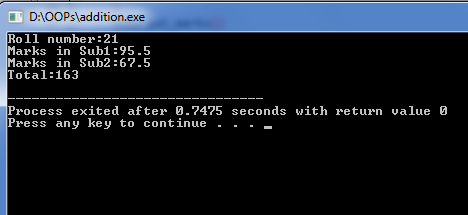 D:\OOPs\addition.exe
Roll number:21
Marks in Sub1:95.5
Marks in Sub2:67.5
Total:163
--------------------------------
Process exited after 0.7475 seconds with return value 0
Press any key to continue . . . _